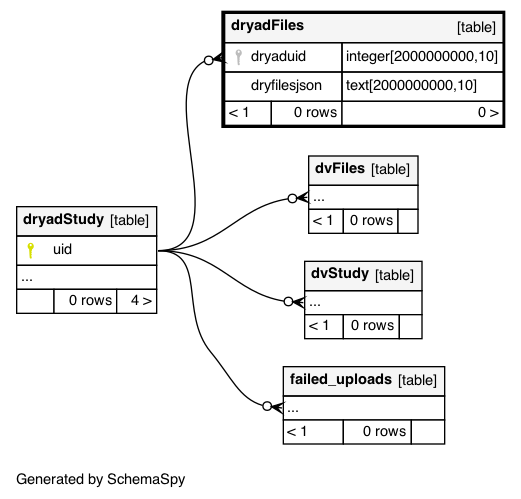 dryadFiles [table]
dryaduid integer[2000000000,10]
dryfilesjson text[2000000000,10]
< 1 0 rows 0 >
dvFiles [table]
...
< 1 0 rows
dryadStudy [table]
uid
...
0 rows 4 >
dvStudy [table]
...
< 1 0 rows
failed_uploads [table]
...
< 1 0 rows
Generated by SchemaSpy